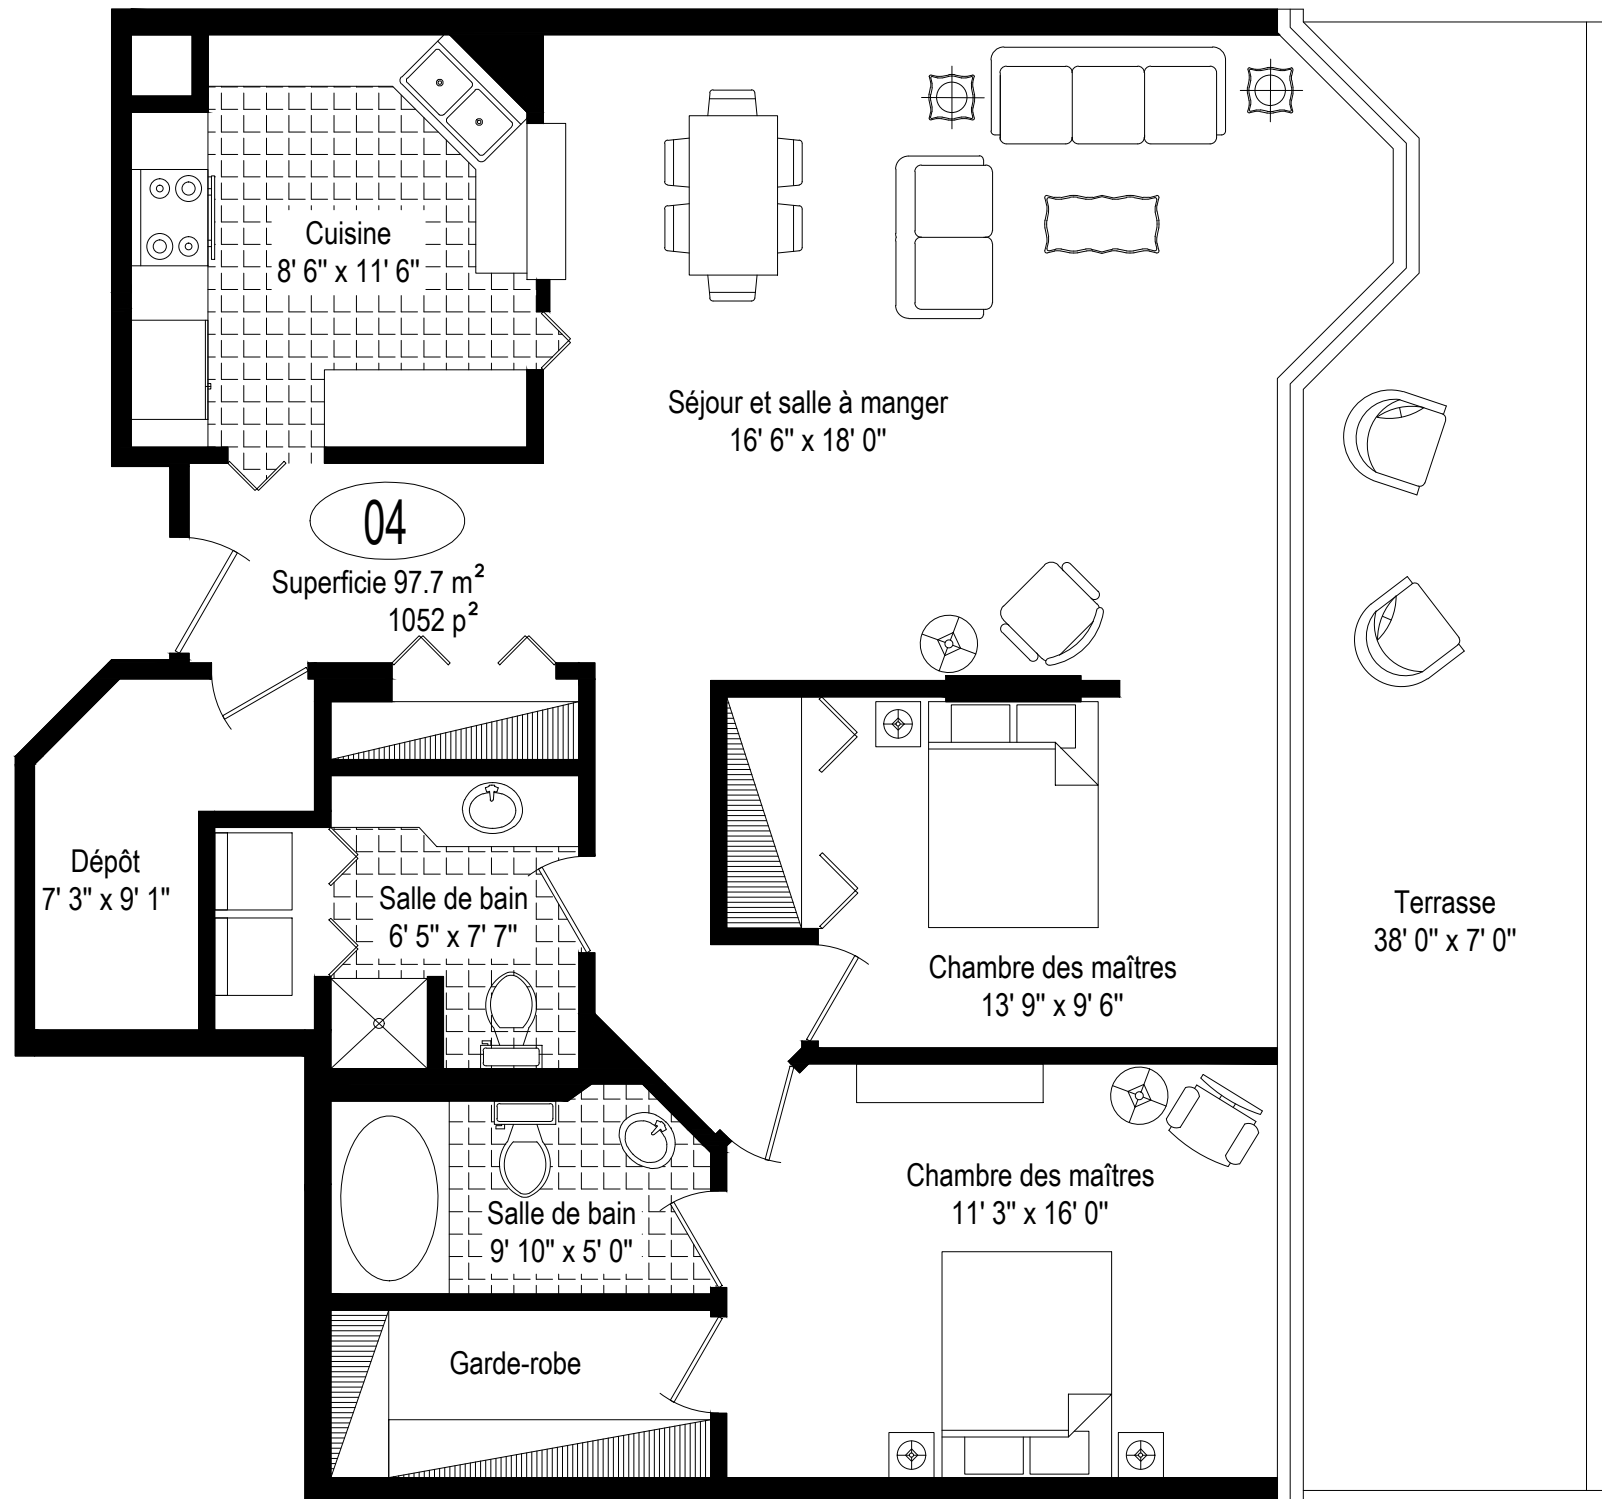 Cuisine
8' 6" x 11' 6"
Séjour et salle à manger
16' 6" x 18' 0"
04
Superficie 97.7 m²
1052 p²
Dépôt
7' 3" x 9' 1"
Salle de bain
6' 5" x 7' 7"
Terrasse
38' 0" x 7' 0"
Chambre des maîtres
13' 9" x 9' 6"
Chambre des maîtres
11' 3" x 16' 0"
Salle de bain
9' 10" x 5' 0"
Garde-robe